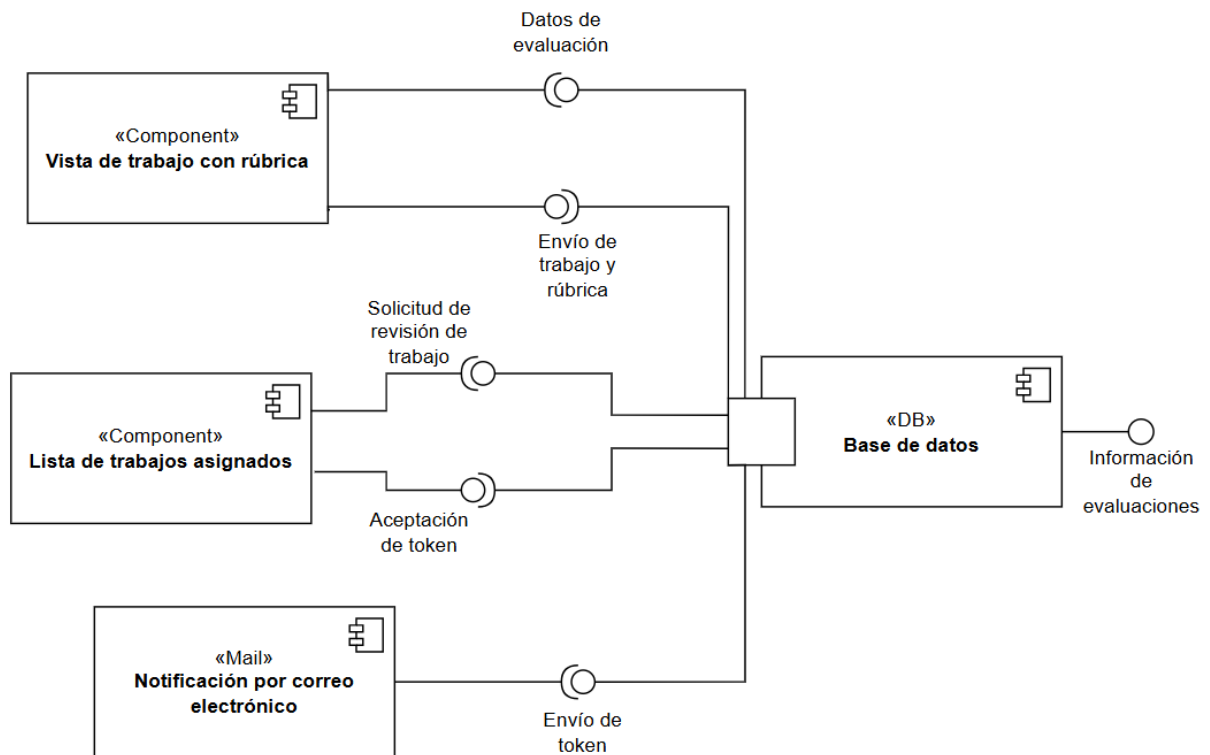 Datos de
evaluación
«Component»
Vista de trabajo con rúbrica
Envío de
trabajo y
rúbrica
Solicitud de
revisión de
trabajo
«Component»
Lista de trabajos asignados
Aceptación
de token
«DB»
Base de datos
Información
de
evaluaciones
«Mail»
Notificación por correo
electrónico
Envío de
token